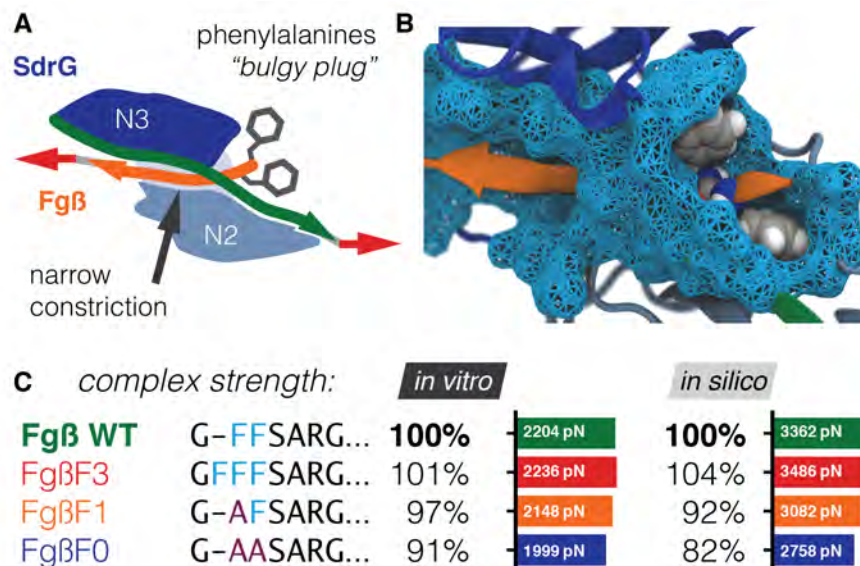 A
phenylalanines
"bulgy plug"
SdrG
N3
Fgß
N2
narrow
constriction
B
C complex strength: in vitro in silico
Fgß WT G-FFSARG... 100% 2204 pN 100% 3362 pN
FgßF3 GFFFSARG... 101% 2236 pN 104% 3486 pN
FgßF1 G-AFSARG... 97% 2148 pN 92% 3082 pN
FgßF0 G-AASARG... 91% 1999 pN 82% 2758 pN